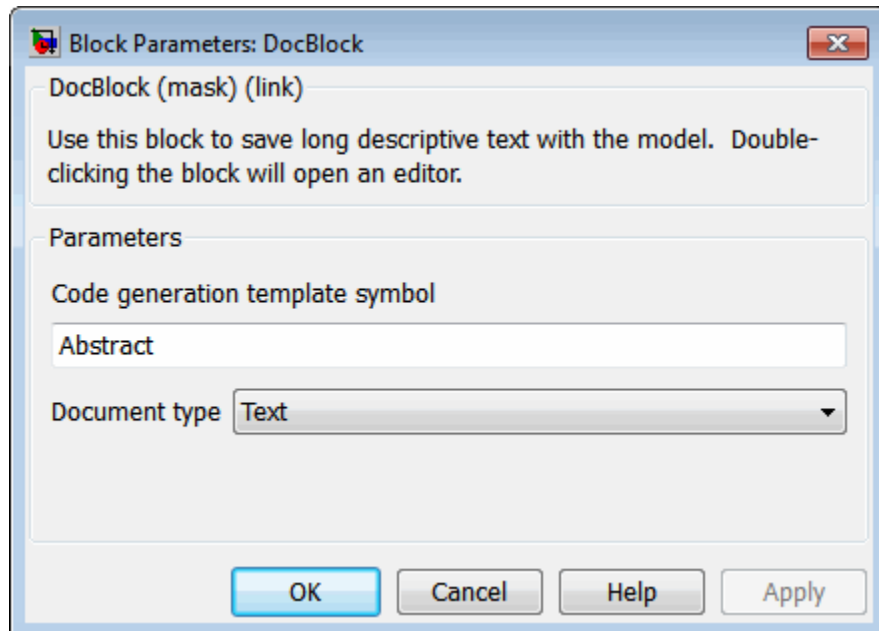 Block Parameters: DocBlock
DocBlock (mask) (link)
Use this block to save long descriptive text with the model.  Double-
clicking the block will open an editor.
Parameters
Code generation template symbol
Abstract
Document type Text
OK Cancel Help Apply